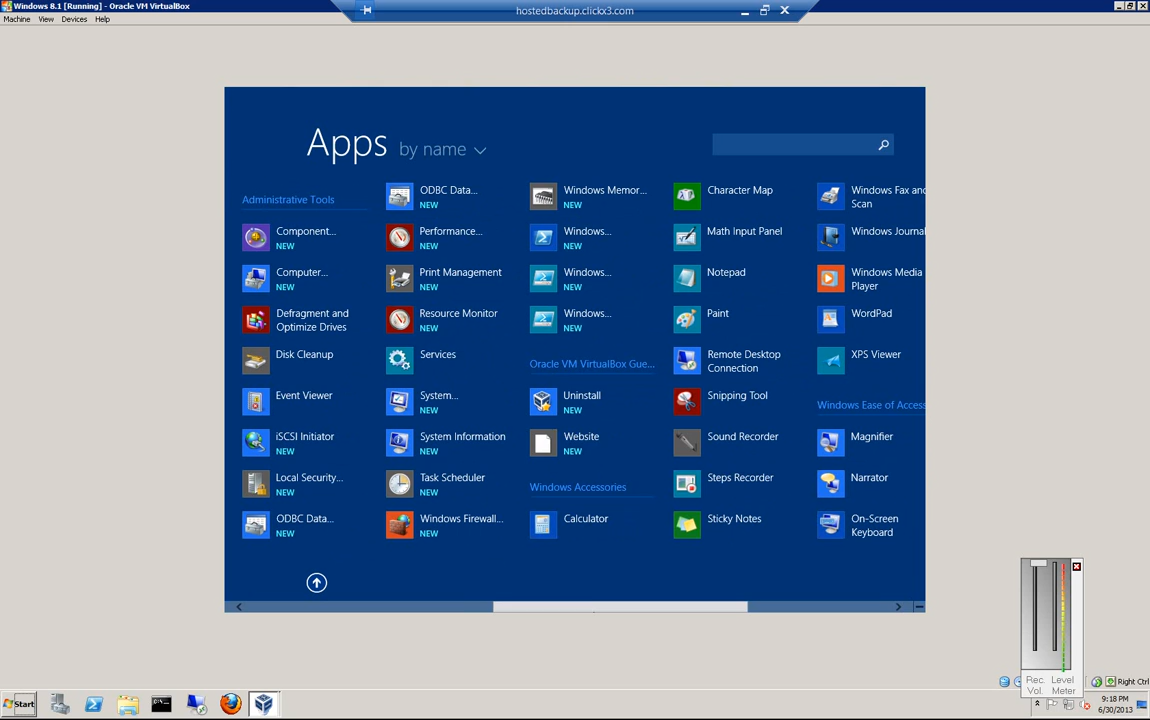 Windows 8.1 [Running] - Oracle VM VirtualBox
hostedbackup.clickx3.com
Machine View Devices Help
Apps by name
Administrative Tools
Component...
NEW
Computer...
NEW
Defragment and
Optimize Drives
Disk Cleanup
Event Viewer
iSCSI Initiator
NEW
Local Security...
NEW
ODBC Data...
NEW
ODBC Data...
NEW
Performance...
NEW
Print Management
NEW
Resource Monitor
NEW
Services
System...
NEW
System Information
NEW
Task Scheduler
NEW
Windows Firewall...
NEW
Windows Memor...
NEW
Windows...
NEW
Windows...
NEW
Windows...
NEW
Oracle VM VirtualBox Gue...
Uninstall
NEW
Website
NEW
Windows Accessories
Calculator
Character Map
Math Input Panel
Notepad
Paint
Remote Desktop
Connection
Snipping Tool
Sound Recorder
Steps Recorder
Sticky Notes
Windows Fax and
Scan
Windows Journal
Windows Media
Player
WordPad
XPS Viewer
Windows Ease of Access
Magnifier
Narrator
On-Screen
Keyboard
Rec. Level
Vol. Meter
Right Ctrl
Start
9:18 PM
6/30/2013